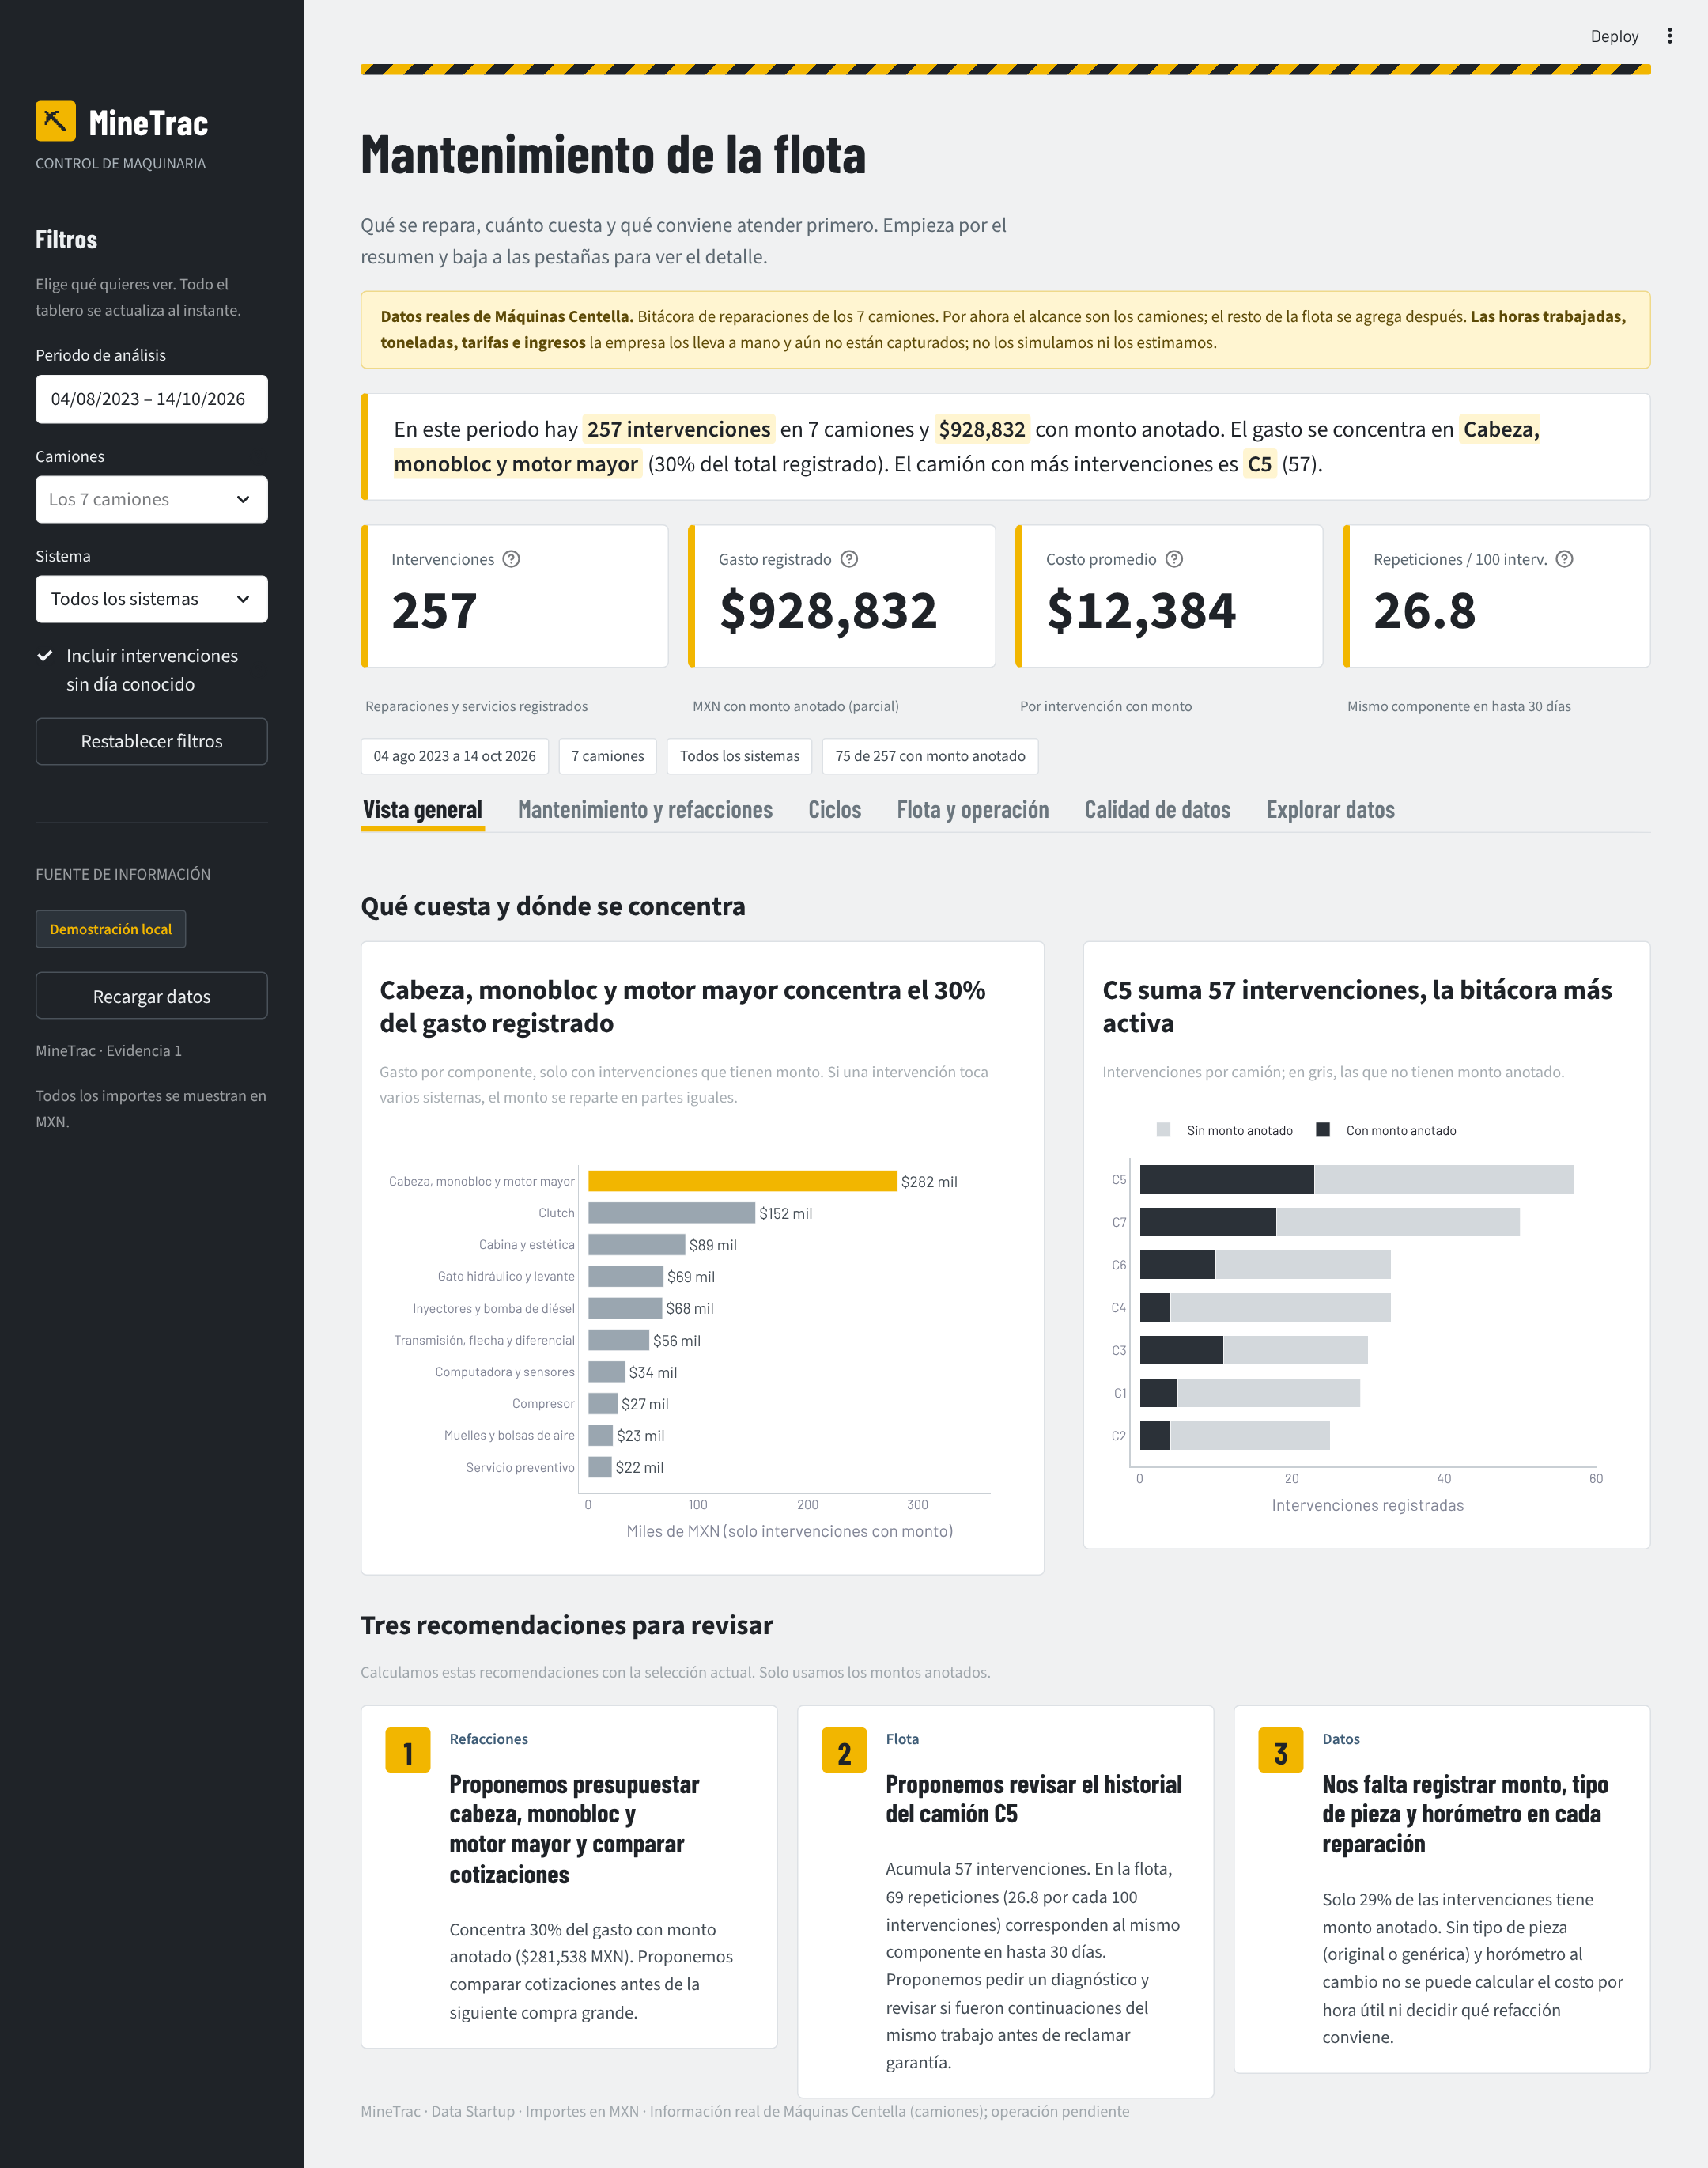 Deploy
MineTrac
CONTROL DE MAQUINARIA
Filtros
Elige qué quieres ver. Todo el
tablero se actualiza al instante.
Periodo de análisis
04/08/2023 – 14/10/2026
Camiones
Los 7 camiones
Sistema
Todos los sistemas
Incluir intervenciones
sin día conocido
Restablecer filtros
FUENTE DE INFORMACIÓN
Demostración local
Recargar datos
MineTrac · Evidencia 1
Todos los importes se muestran en
MXN.
Mantenimiento de la flota
Qué se repara, cuánto cuesta y qué conviene atender primero. Empieza por el
resumen y baja a las pestañas para ver el detalle.
Datos reales de Máquinas Centella. Bitácora de reparaciones de los 7 camiones. Por ahora el alcance son los camiones; el resto de la flota se agrega después. Las horas trabajadas,
toneladas, tarifas e ingresos la empresa los lleva a mano y aún no están capturados; no los simulamos ni los estimamos.
En este periodo hay 257 intervenciones en 7 camiones y $928,832 con monto anotado. El gasto se concentra en Cabeza,
monobloc y motor mayor (30% del total registrado). El camión con más intervenciones es C5 (57).
Intervenciones
257
Reparaciones y servicios registrados
Gasto registrado
$928,832
MXN con monto anotado (parcial)
Costo promedio
$12,384
Por intervención con monto
Repeticiones / 100 interv.
26.8
Mismo componente en hasta 30 días
04 ago 2023 a 14 oct 2026
7 camiones
Todos los sistemas
75 de 257 con monto anotado
Vista general
Mantenimiento y refacciones
Ciclos
Flota y operación
Calidad de datos
Explorar datos
Qué cuesta y dónde se concentra
Cabeza, monobloc y motor mayor concentra el 30%
del gasto registrado
Gasto por componente, solo con intervenciones que tienen monto. Si una intervención toca
varios sistemas, el monto se reparte en partes iguales.
Cabeza, monobloc y motor mayor $282 mil
Clutch $152 mil
Cabina y estética $89 mil
Gato hidráulico y levante $69 mil
Inyectores y bomba de diésel $68 mil
Transmisión, flecha y diferencial $56 mil
Computadora y sensores $34 mil
Compresor $27 mil
Muelles y bolsas de aire $23 mil
Servicio preventivo $22 mil
0 100 200 300
Miles de MXN (solo intervenciones con monto)
C5 suma 57 intervenciones, la bitácora más
activa
Intervenciones por camión; en gris, las que no tienen monto anotado.
Sin monto anotado Con monto anotado
C5
C7
C6
C4
C3
C1
C2
0 20 40 60
Intervenciones registradas
Tres recomendaciones para revisar
Calculamos estas recomendaciones con la selección actual. Solo usamos los montos anotados.
1
Refacciones
Proponemos presupuestar
cabeza, monobloc y
motor mayor y comparar
cotizaciones
Concentra 30% del gasto con monto
anotado ($281,538 MXN). Proponemos
comparar cotizaciones antes de la
siguiente compra grande.
2
Flota
Proponemos revisar el historial
del camión C5
Acumula 57 intervenciones. En la flota,
69 repeticiones (26.8 por cada 100
intervenciones) corresponden al mismo
componente en hasta 30 días.
Proponemos pedir un diagnóstico y
revisar si fueron continuaciones del
mismo trabajo antes de reclamar
garantía.
3
Datos
Nos falta registrar monto, tipo
de pieza y horómetro en cada
reparación
Solo 29% de las intervenciones tiene
monto anotado. Sin tipo de pieza
(original o genérica) y horómetro al
cambio no se puede calcular el costo por
hora útil ni decidir qué refacción
conviene.
MineTrac · Data Startup · Importes en MXN · Información real de Máquinas Centella (camiones); operación pendiente